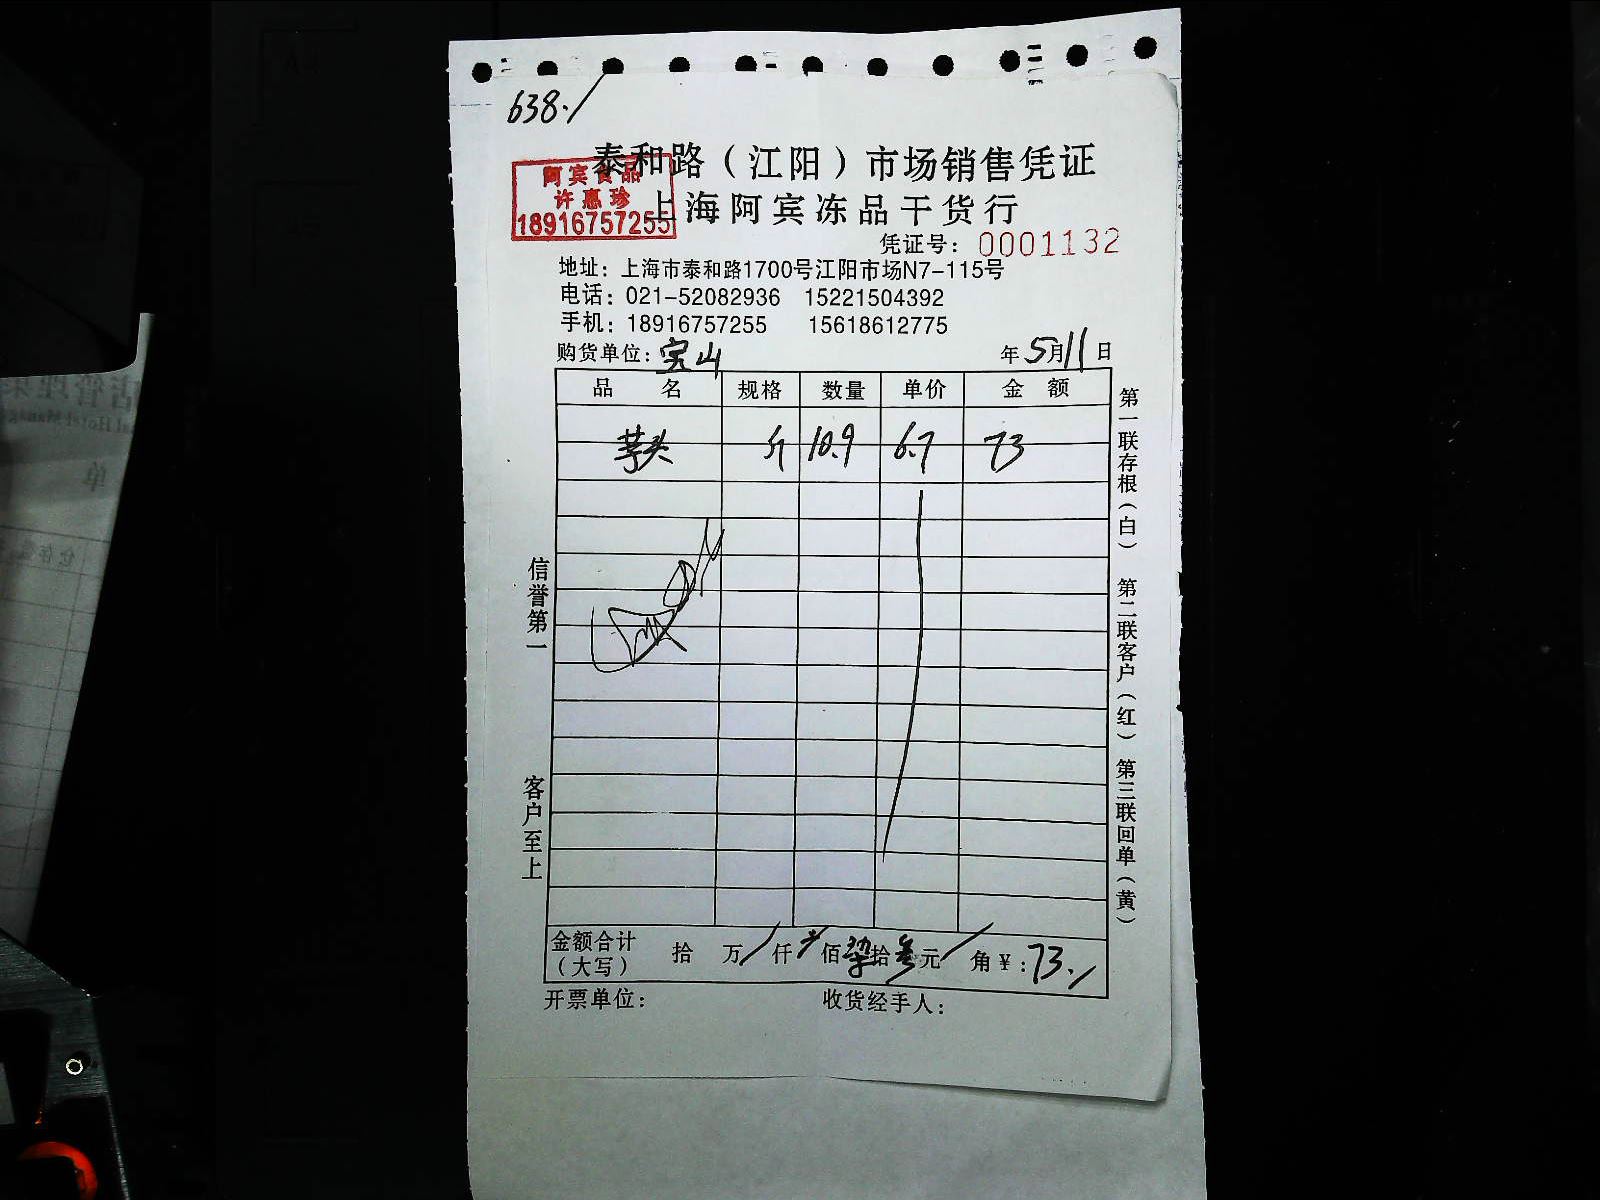 638./
泰和路（江阳）市场销售凭证
阿宾食品
许惠珍
18916757255
上海阿宾冻品干货行
凭证号： 0001132
地址：上海市泰和路1700号江阳市场N7-115号
电话：021-52082936 15221504392
手机：18916757255 15618612775
购货单位：宝山 年5月11日
品名 规格 数量 单价 金额
芋头 斤 10.9 6.7 73
信誉第一 客户至上
第一联存根（白） 第二联客户（红） 第三联回单（黄）
金额合计（大写） 拾 万/仟/佰柒拾叁元/角￥：73./
开票单位： 收货经手人：
单